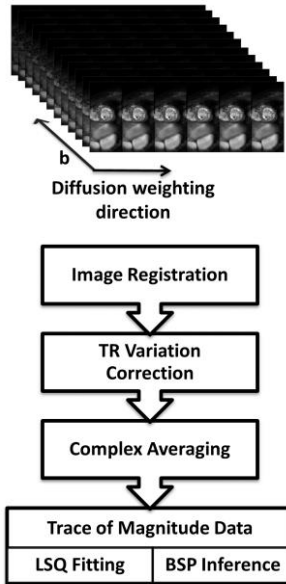 b
Diffusion weighting
direction
Image Registration
TR Variation
Correction
Complex Averaging
Trace of Magnitude Data
LSQ Fitting BSP Inference